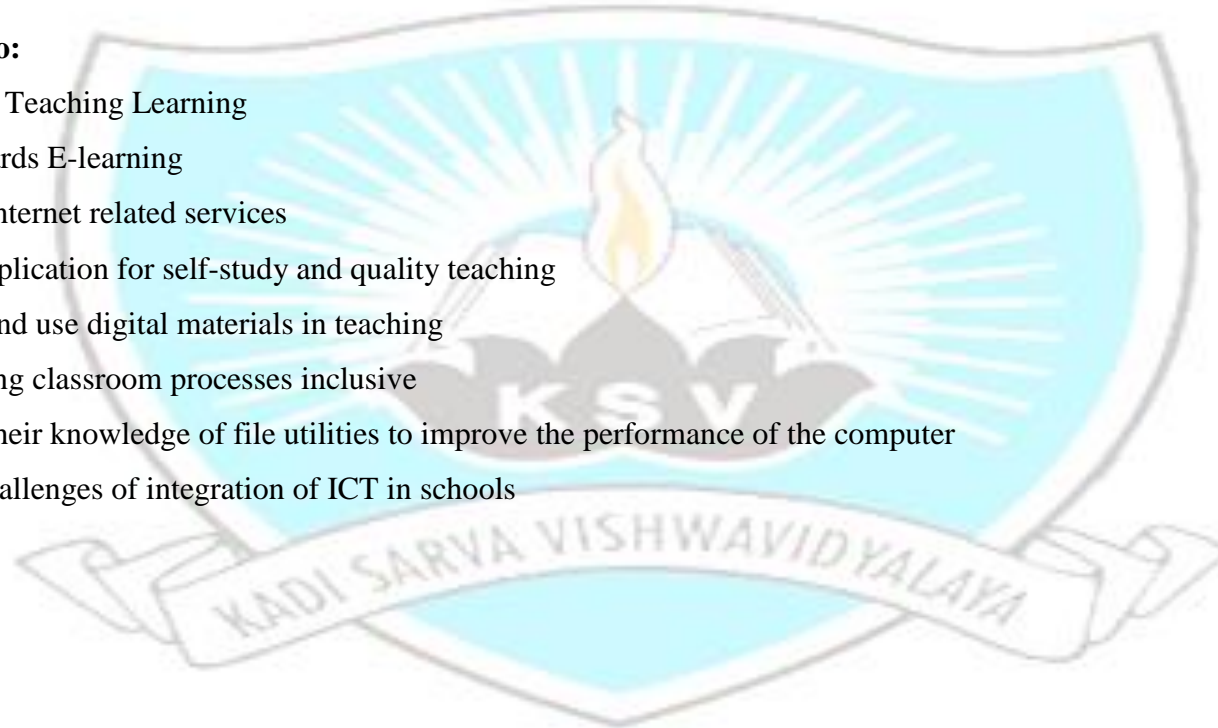 o:
Teaching Learning
rds E-learning
nternet related services
plication for self-study and quality teaching
nd use digital materials in teaching
ng classroom processes inclusive
heir knowledge of file utilities to improve the performance of the computer
allenges of integration of ICT in schools
KSV
KADI SARVA VISHWAVIDYALAYA